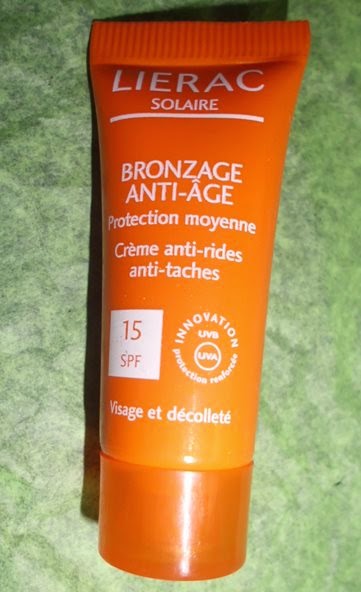 LIERAC
SOLAIRE
BRONZAGE
ANTI-ÂGE
Protection moyenne
Crème anti-rides
anti-taches
15
SPF
INNOVATION
UVB
UVA
protection renforcée
Visage et décolleté